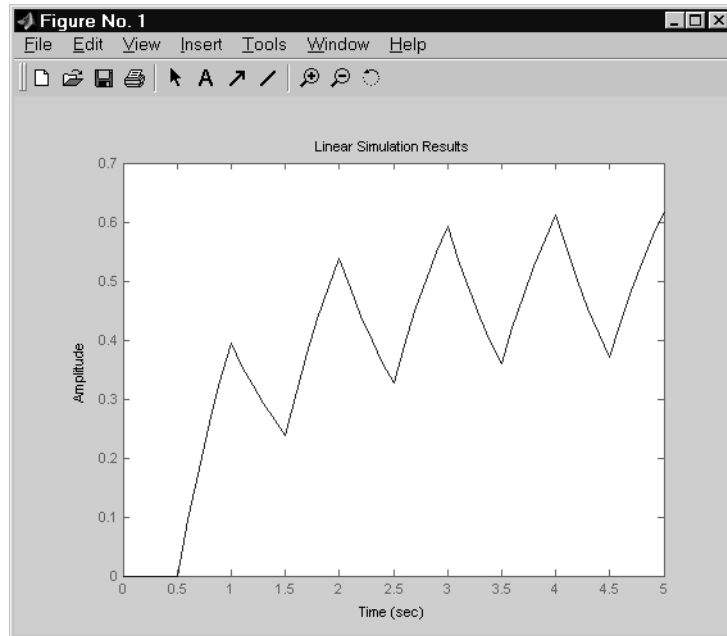 Figure No. 1
File Edit View Insert Tools Window Help
A
Linear Simulation Results
0.7
0.6
0.5
0.4
0.3
0.2
0.1
0
Amplitude
0 0.5 1 1.5 2 2.5 3 3.5 4 4.5 5
Time (sec)